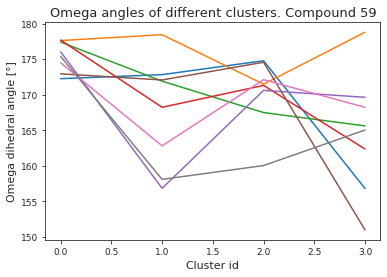 Omega angles of different clusters. Compound 59
Omega dihedral angle [°]
180
175
170
165
160
155
150
0.0 0.5 1.0 1.5 2.0 2.5 3.0
Cluster id